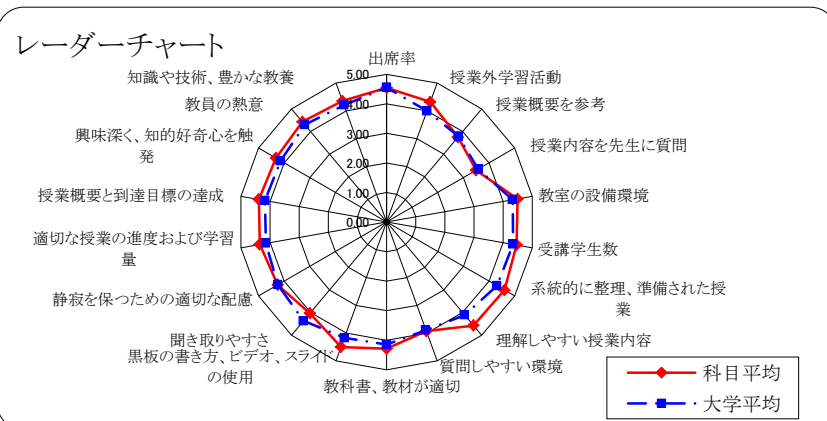 レーダーチャート
出席率
授業外学習活動
授業概要を参考
授業内容を先生に質問
教室の設備環境
受講学生数
系統的に整理、準備された授
業
理解しやすい授業内容
質問しやすい環境
教科書、教材が適切
黒板の書き方、ビデオ、スライド
の使用
聞き取りやすさ
静寂を保つための適切な配慮
適切な授業の進度および学習
量
授業概要と到達目標の達成
興味深く、知的好奇心を触
発
教員の熱意
知識や技術、豊かな教養
5.00
4.00
3.00
2.00
1.00
0.00
科目平均
大学平均